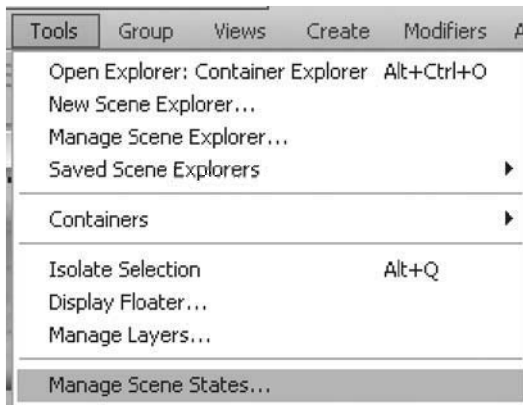 Tools Group Views Create Modifiers
Open Explorer: Container Explorer Alt+Ctrl+O
New Scene Explorer...
Manage Scene Explorer...
Saved Scene Explorers
Containers
Isolate Selection Alt+Q
Display Floater...
Manage Layers...
Manage Scene States...